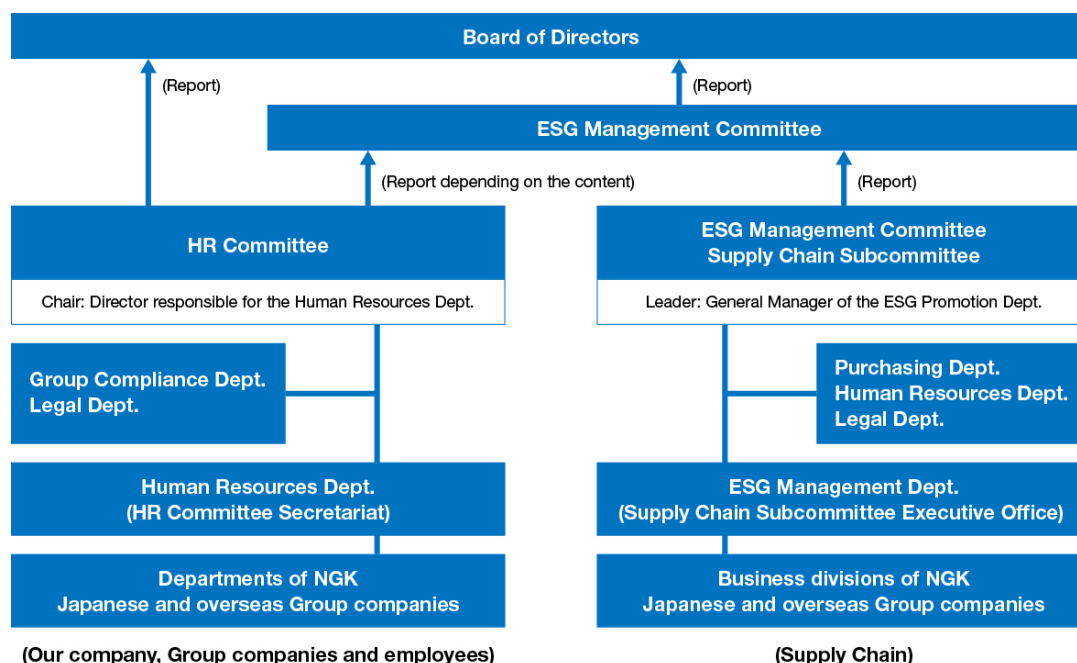 Board of Directors
(Report)
(Report)
ESG Management Committee
(Report depending on the content)
(Report)
HR Committee
Chair: Director responsible for the Human Resources Dept.
ESG Management Committee
Supply Chain Subcommittee
Leader: General Manager of the ESG Promotion Dept.
Group Compliance Dept.
Legal Dept.
Purchasing Dept.
Human Resources Dept.
Legal Dept.
Human Resources Dept.
(HR Committee Secretariat)
ESG Management Dept.
(Supply Chain Subcommittee Executive Office)
Departments of NGK
Japanese and overseas Group companies
Business divisions of NGK
Japanese and overseas Group companies
(Our company, Group companies and employees)
(Supply Chain)